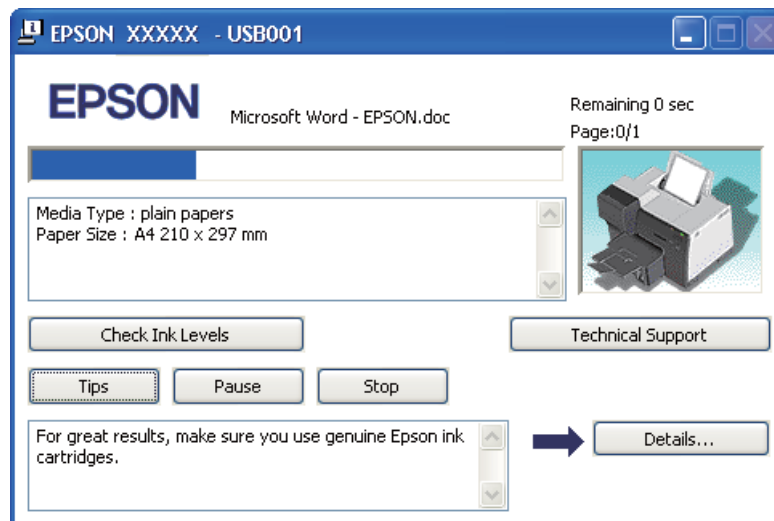 EPSON XXXXX - USB001
EPSON
Microsoft Word - EPSON.doc
Remaining 0 sec
Page:0/1
Media Type : plain papers
Paper Size : A4 210 x 297 mm
Check Ink Levels
Technical Support
Tips
Pause
Stop
For great results, make sure you use genuine Epson ink
cartridges.
Details...